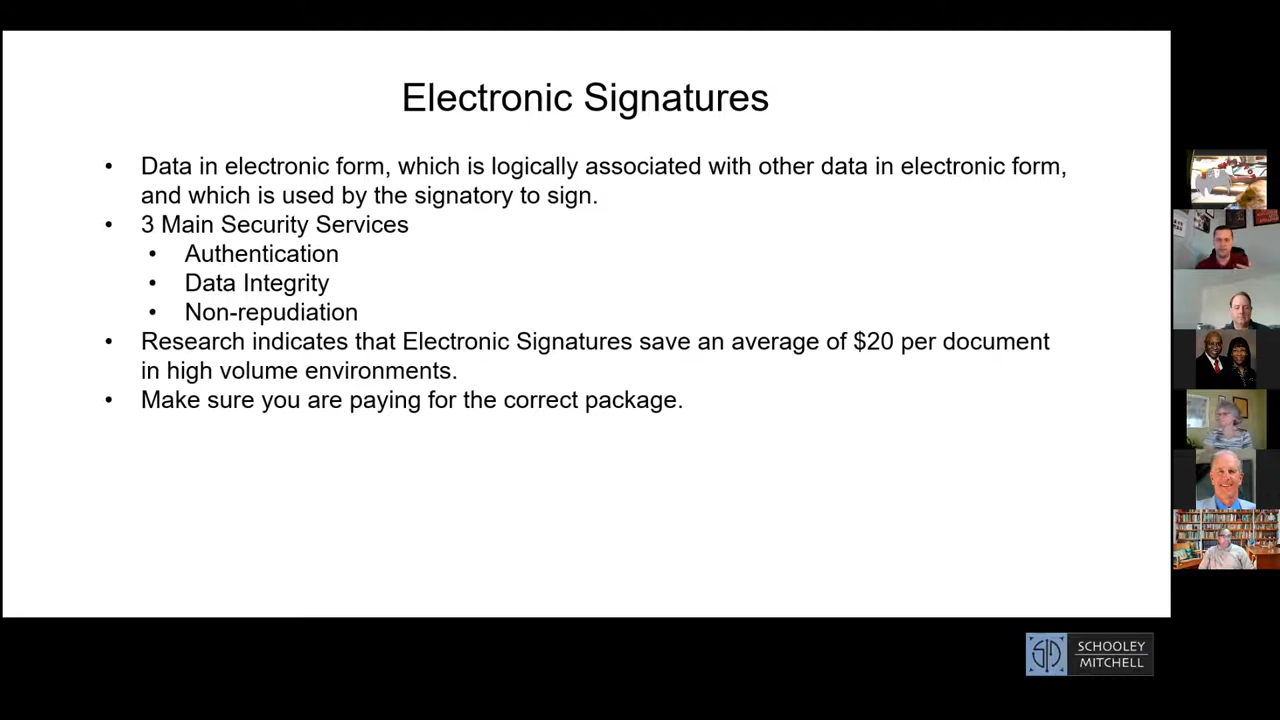 Electronic Signatures
• Data in electronic form, which is logically associated with other data in electronic form,
and which is used by the signatory to sign.
• 3 Main Security Services
• Authentication
• Data Integrity
• Non-repudiation
• Research indicates that Electronic Signatures save an average of $20 per document
in high volume environments.
• Make sure you are paying for the correct package.
SCHOOLEY
MITCHELL